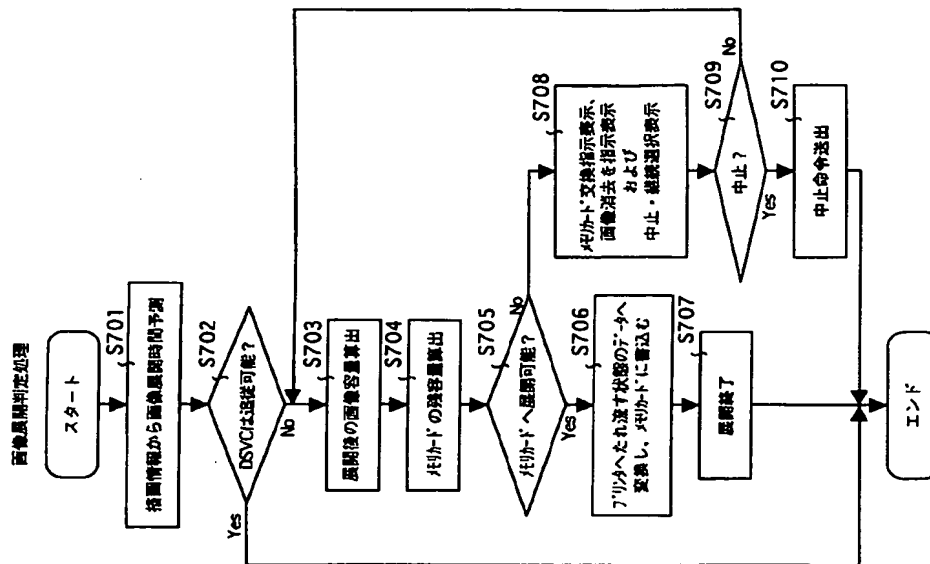 画像展開判定処理
スタート
S701
描画情報から画像展開時間予測
S702
DSVCは追従可能?
Yes
No
S703
展開後の画像容量算出
S704
メモリカードの残容量算出
S705
メモリカードへ展開可能?
Yes
No
S706
プリンタへたれ流す状態のデータへ
変換し、メモリカードに書込む
S707
展開終了
S708
メモリカード交換指示表示、
画像消去を指示表示
および
中止・継続選択表示
S709
中止?
No
Yes
S710
中止命令送出
エンド